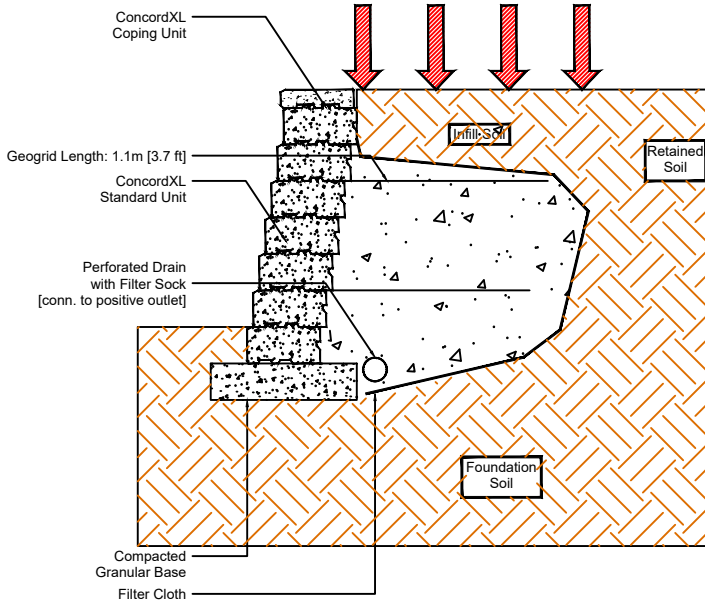 ConcordXL
Coping Unit
Infill Soil
Retained
Soil
Geogrid Length: 1.1m [3.7 ft]
ConcordXL
Standard Unit
Perforated Drain
with Filter Sock
[conn. to positive outlet]
Foundation
Soil
Compacted
Granular Base
Filter Cloth